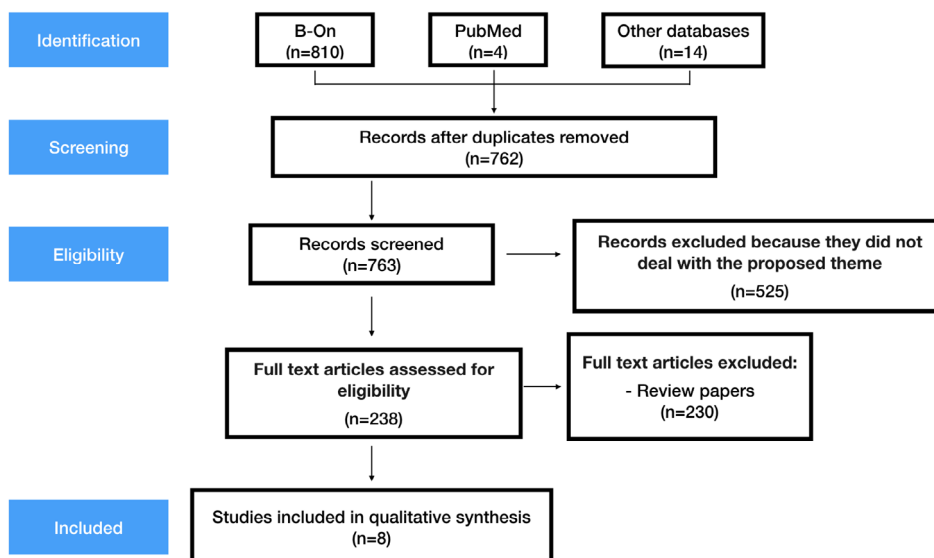 Identification
B-On
(n=810)
PubMed
(n=4)
Other databases
(n=14)
Screening
Records after duplicates removed
(n=762)
Eligibility
Records screened
(n=763)
Records excluded because they did not
deal with the proposed theme
(n=525)
Full text articles assessed for
eligibility
(n=238)
Full text articles excluded:
- Review papers
(n=230)
Included
Studies included in qualitative synthesis
(n=8)